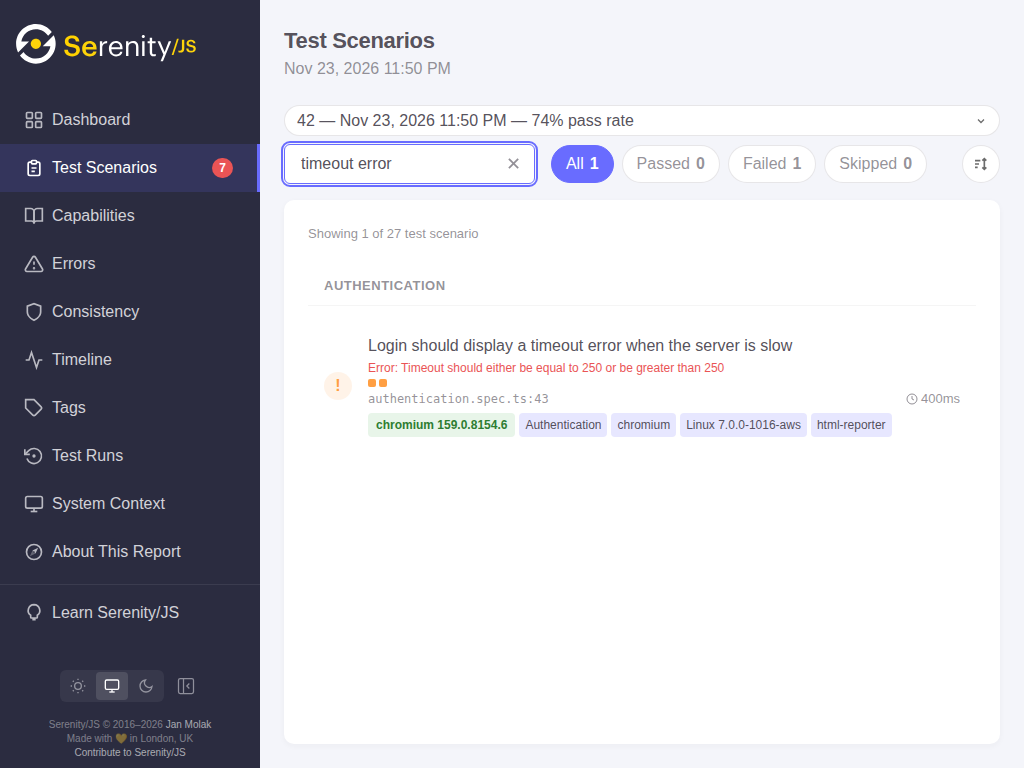 Serenity/JS
Dashboard
Test Scenarios 7
Capabilities
Errors
Consistency
Timeline
Tags
Test Runs
System Context
About This Report
Learn Serenity/JS
Serenity/JS © 2016–2026 Jan Molak
Made with 💛 in London, UK
Contribute to Serenity/JS
Test Scenarios
Nov 23, 2026 11:50 PM
42 — Nov 23, 2026 11:50 PM — 74% pass rate
timeout error
All 1
Passed 0
Failed 1
Skipped 0
Showing 1 of 27 test scenario
AUTHENTICATION
Login should display a timeout error when the server is slow
! Error: Timeout should either be equal to 250 or be greater than 250
authentication.spec.ts:43 400ms
chromium 159.0.8154.6 Authentication chromium Linux 7.0.0-1016-aws html-reporter